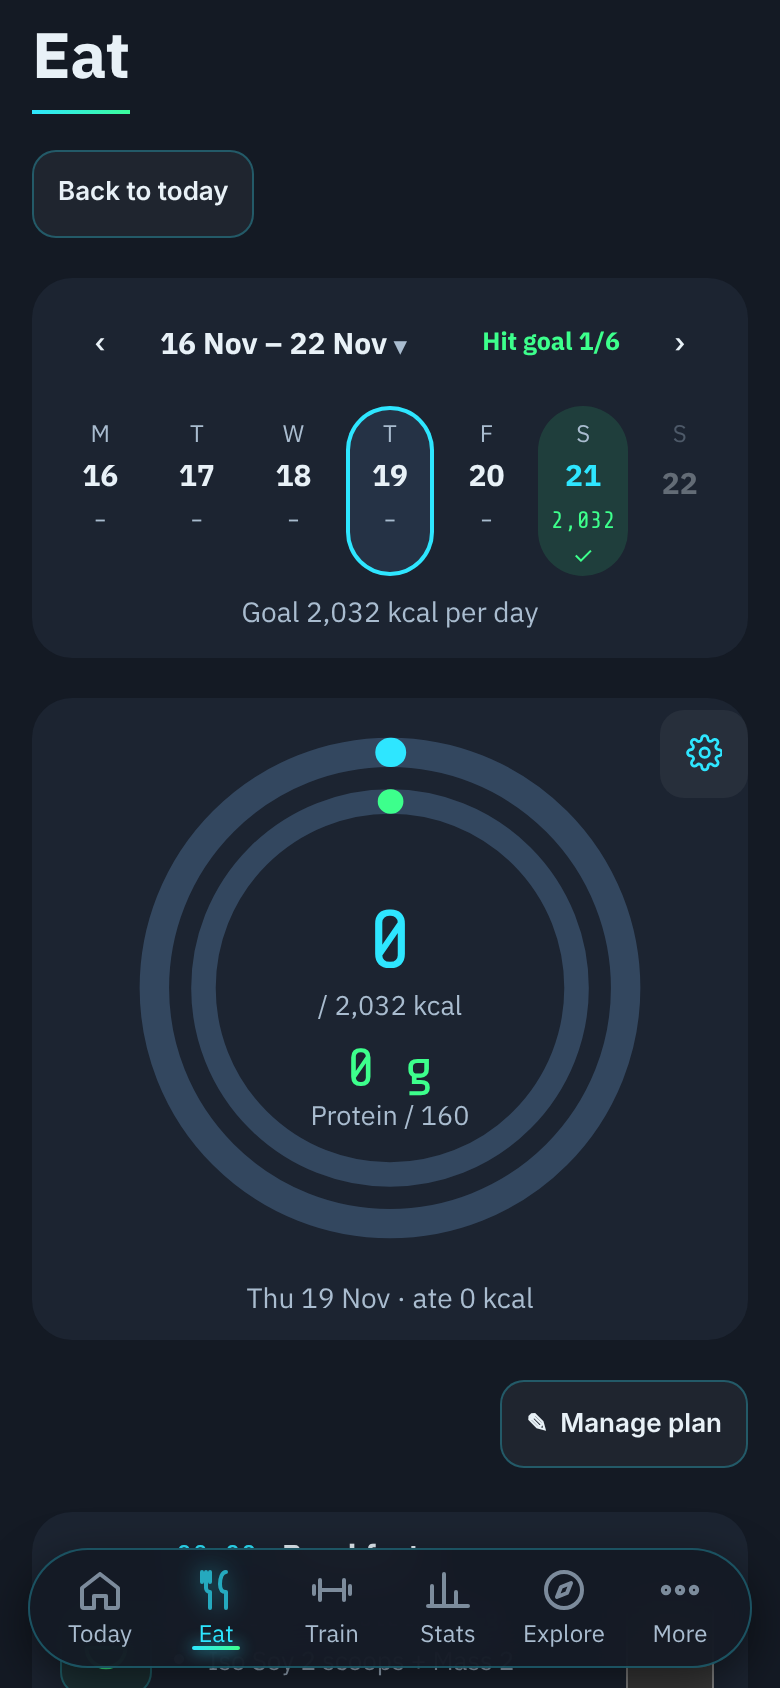 Eat
Back to today
‹ 16 Nov – 22 Nov ▾ Hit goal 1/6 ›
M T W T F S S
16 17 18 19 20 21 22
– – – – – 2,032
✓
Goal 2,032 kcal per day
0
/ 2,032 kcal
0 g
Protein / 160
Thu 19 Nov · ate 0 kcal
✎ Manage plan
Today Eat Train Stats Explore More